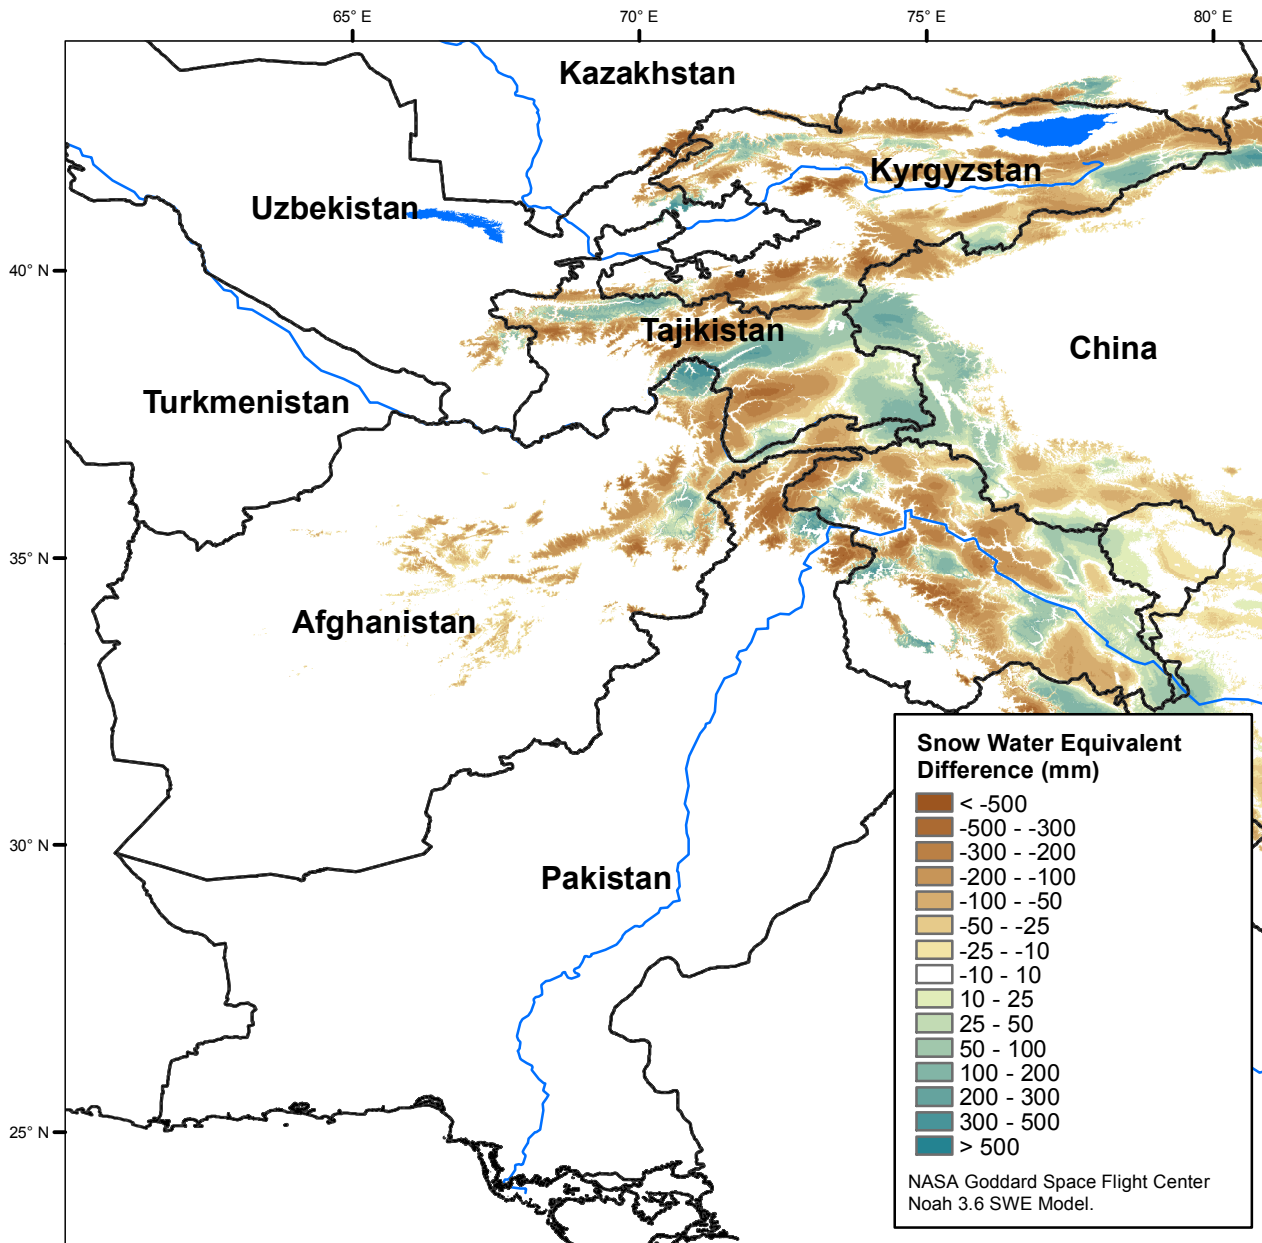 65° E
70° E
75° E
80° E
Kazakhstan
Kyrgyzstan
Uzbekistan
40° N
Tajikistan
China
Turkmenistan
35° N
Afghanistan
Snow Water Equivalent
Difference (mm)
< -500
-500 - -300
-300 - -200
-200 - -100
-100 - -50
-50 - -25
-25 - -10
-10 - 10
10 - 25
25 - 50
50 - 100
100 - 200
200 - 300
300 - 500
> 500
NASA Goddard Space Flight Center
Noah 3.6 SWE Model.
30° N
Pakistan
25° N